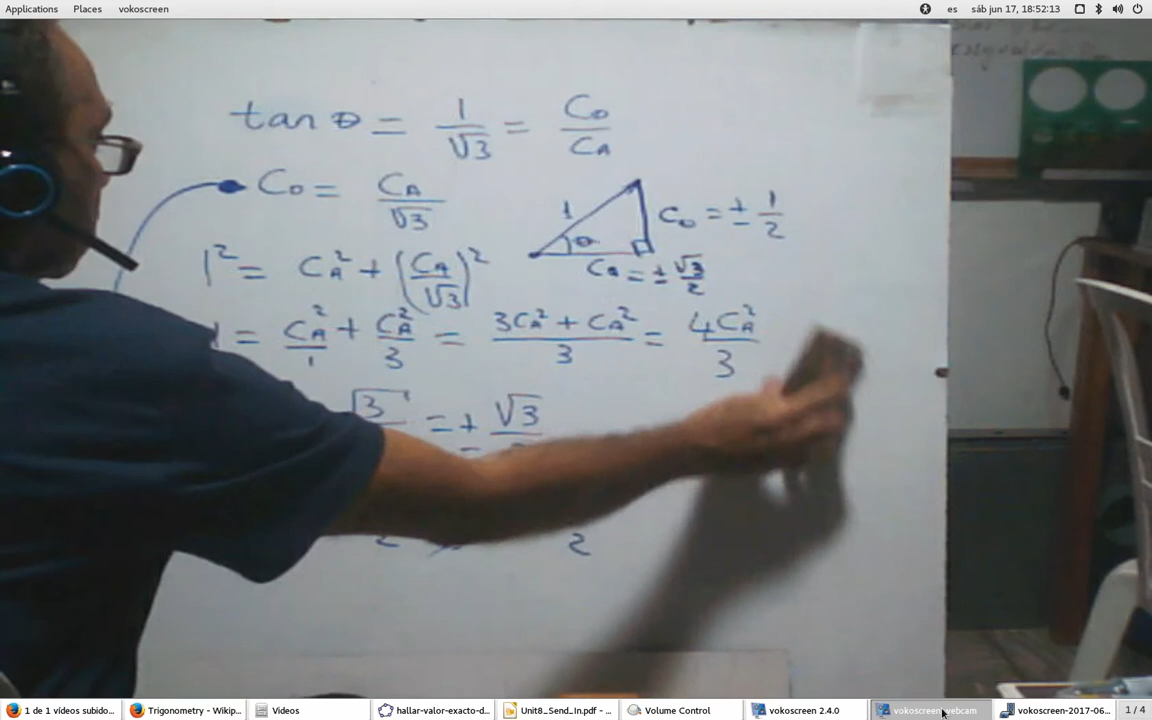 Applications Places vokoscreen es sáb jun 17, 18:52:13
tan θ = 1/√3 = Co/CA
Co = CA/√3
1
θ
Co = ± 1/2
CA = ± √3/2
1² = CA² + (CA/√3)²
1 = CA²/1 + CA²/3 = 3CA² + CA²/3 = 4CA²/3
√3 = ± √3
2 2
1 de 1 vídeos subido... Trigonometry - Wikip... Videos hallar-valor-exacto-d... Unit8_Send_In.pdf - ... Volume Control vokoscreen 2.4.0 vokoscreen webcam vokoscreen-2017-06... 1 / 4